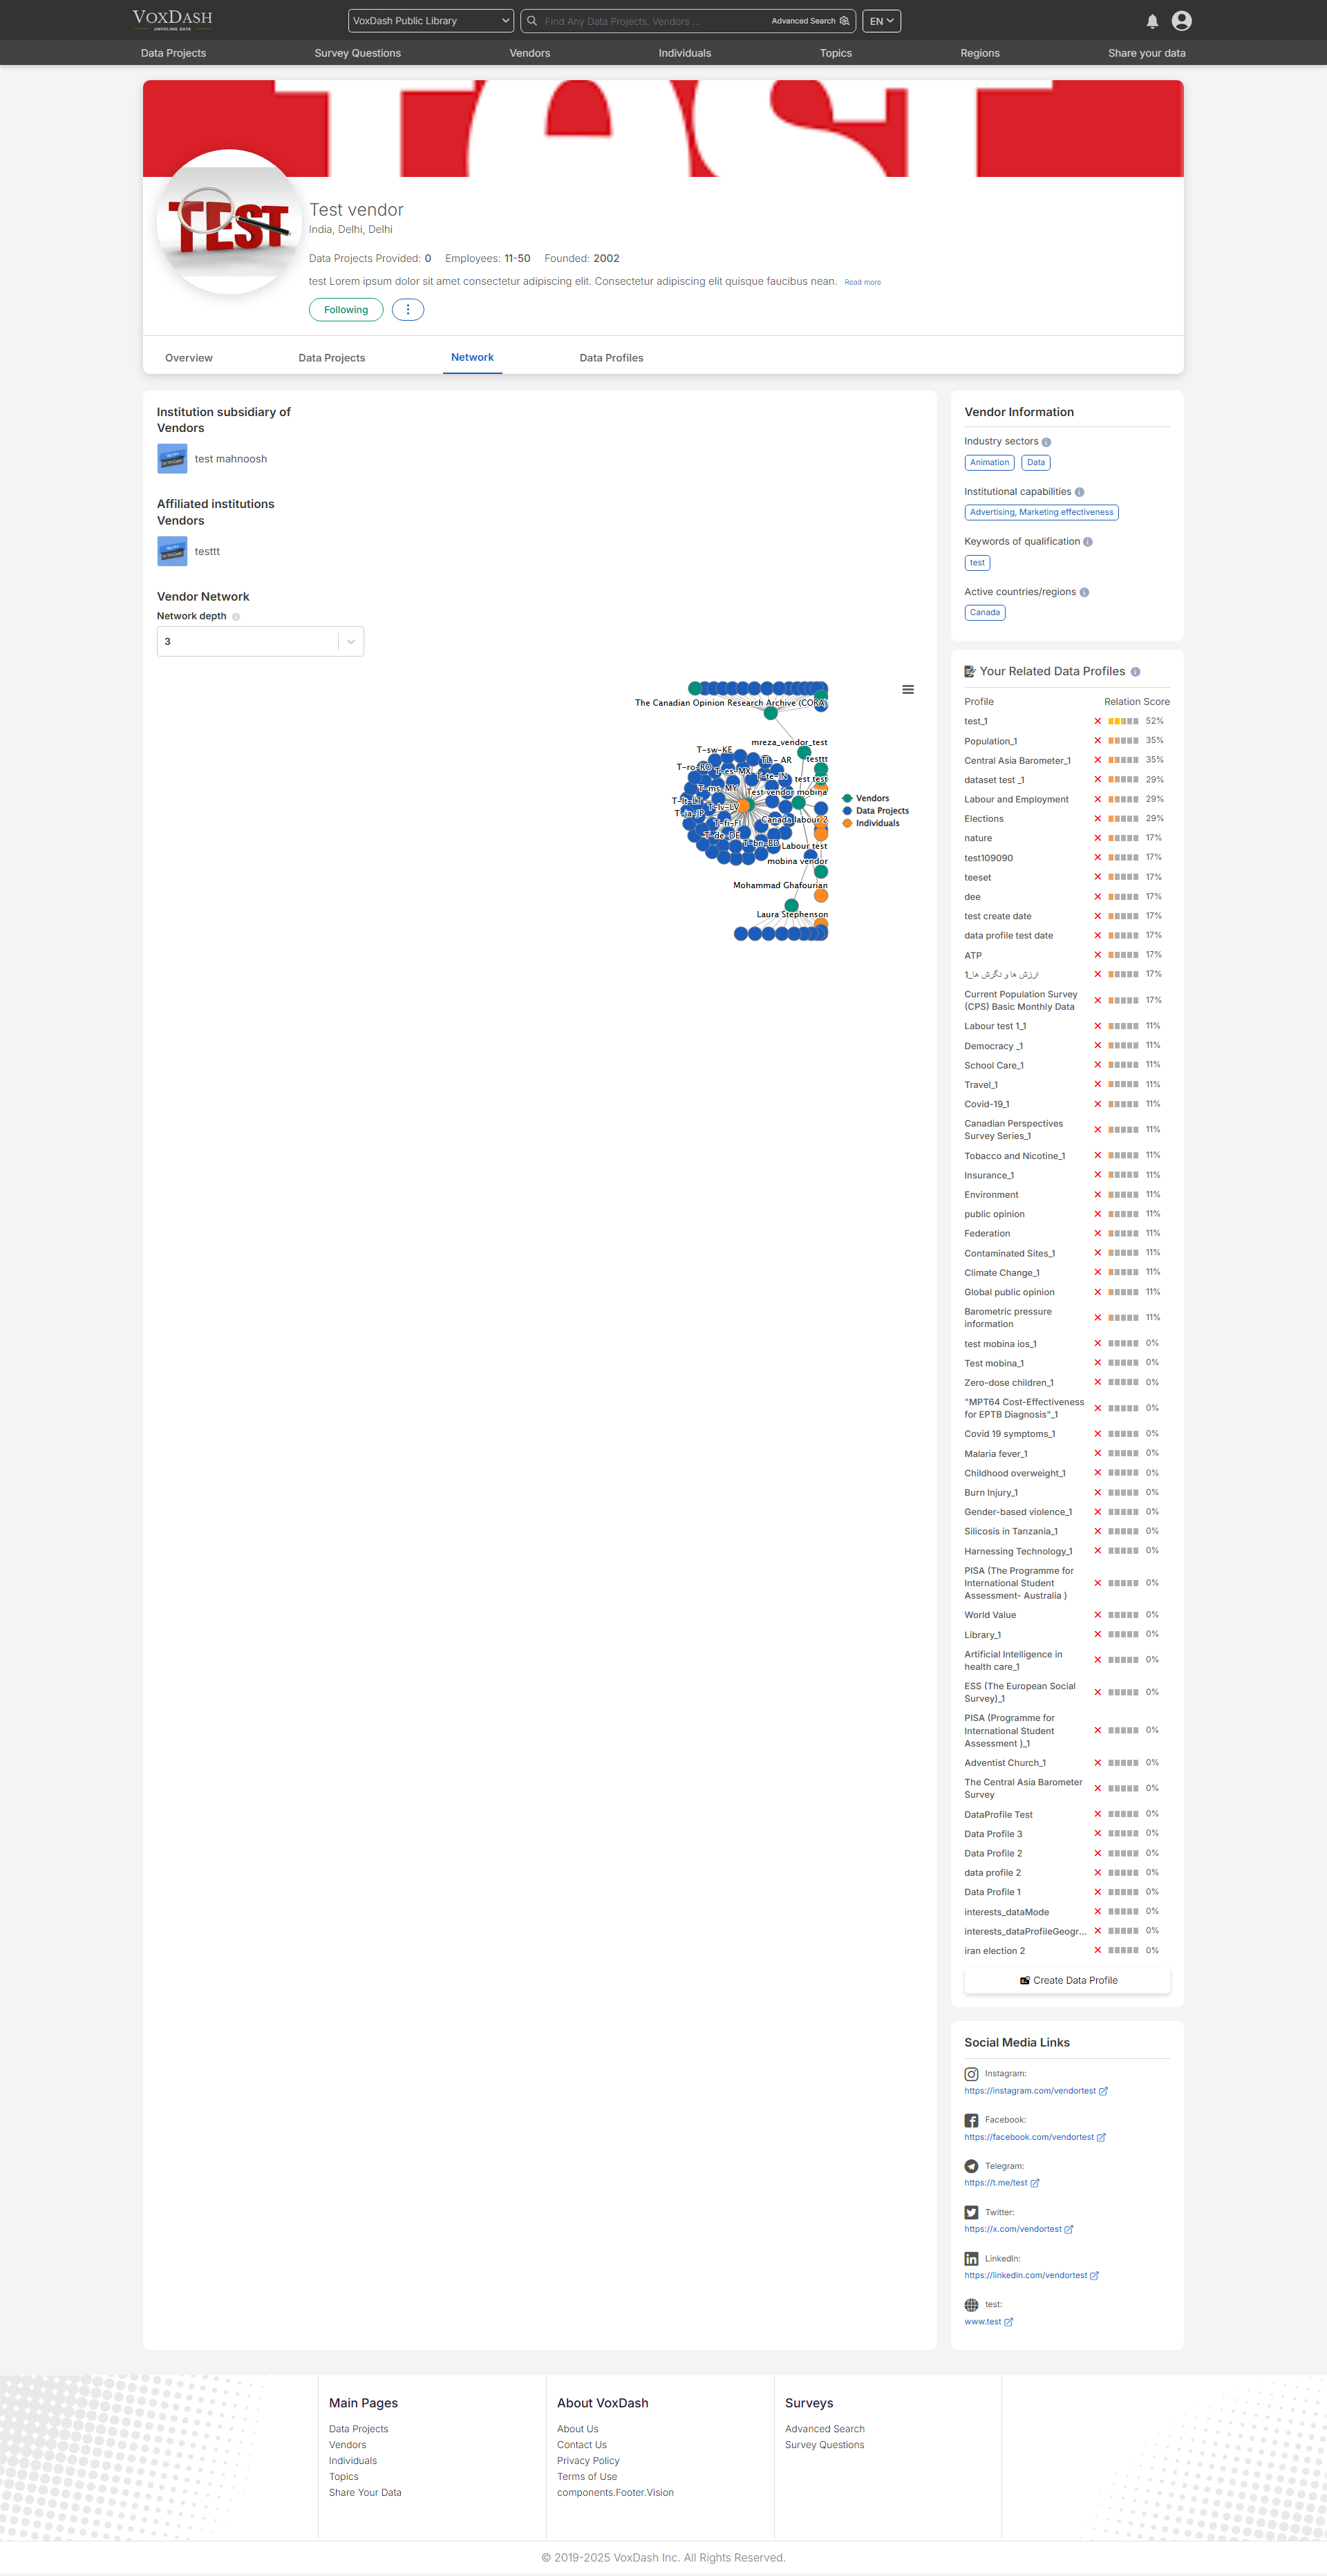 VOXDASH
UNVEILING DATA
VoxDash Public Library
Find Any Data Projects, Vendors ...
Advanced Search
EN
Data Projects
Survey Questions
Vendors
Individuals
Topics
Regions
Share your data
TEST
Test vendor
India, Delhi, Delhi
Data Projects Provided: 0 Employees: 11-50 Founded: 2002
test Lorem ipsum dolor sit amet consectetur adipiscing elit. Consectetur adipiscing elit quisque faucibus nean. Read more
Following
Overview
Data Projects
Network
Data Profiles
Institution subsidiary of
Vendors
test mahnoosh
Affiliated institutions
Vendors
testtt
Vendor Network
Network depth
3
The Canadian Opinion Research Archive (CORA)
mreza_vendor_test
T-sw-KE
TL - AR
testtt
T-ro-RO
T-es-MX
T-te-IN
test test
T-ms-MY
Test vendor mobina
T-lt-LT
T-lv-LV
T-ja-JP
T-fi-FI
Canada labour 2
T-de-DE
T-bn-BD
Labour test
mobina vendor
Mohammad Ghafourian
Laura Stephenson
Vendors
Data Projects
Individuals
Vendor Information
Industry sectors
Animation
Data
Institutional capabilities
Advertising, Marketing effectiveness
Keywords of qualification
test
Active countries/regions
Canada
Your Related Data Profiles
Profile Relation Score
test_1 52%
Population_1 35%
Central Asia Barometer_1 35%
dataset test _1 29%
Labour and Employment 29%
Elections 29%
nature 17%
test109090 17%
teeset 17%
dee 17%
test create date 17%
data profile test date 17%
ATP 17%
ارزش ها و نگرش ها_1 17%
Current Population Survey
(CPS) Basic Monthly Data 17%
Labour test 1_1 11%
Democracy _1 11%
School Care_1 11%
Travel_1 11%
Covid-19_1 11%
Canadian Perspectives
Survey Series_1 11%
Tobacco and Nicotine_1 11%
Insurance_1 11%
Environment 11%
public opinion 11%
Federation 11%
Contaminated Sites_1 11%
Climate Change_1 11%
Global public opinion 11%
Barometric pressure
information 11%
test mobina ios_1 0%
Test mobina_1 0%
Zero-dose children_1 0%
"MPT64 Cost-Effectiveness
for EPTB Diagnosis"_1 0%
Covid 19 symptoms_1 0%
Malaria fever_1 0%
Childhood overweight_1 0%
Burn Injury_1 0%
Gender-based violence_1 0%
Silicosis in Tanzania_1 0%
Harnessing Technology_1 0%
PISA (The Programme for
International Student
Assessment- Australia ) 0%
World Value 0%
Library_1 0%
Artificial Intelligence in
health care_1 0%
ESS (The European Social
Survey)_1 0%
PISA (Programme for
International Student
Assessment )_1 0%
Adventist Church_1 0%
The Central Asia Barometer
Survey 0%
DataProfile Test 0%
Data Profile 3 0%
Data Profile 2 0%
data profile 2 0%
Data Profile 1 0%
interests_dataMode 0%
interests_dataProfileGeogr... 0%
iran election 2 0%
Create Data Profile
Social Media Links
Instagram:
https://instagram.com/vendortest
Facebook:
https://facebook.com/vendortest
Telegram:
https://t.me/test
Twitter:
https://x.com/vendortest
LinkedIn:
https://linkedin.com/vendortest
test:
www.test
Main Pages
Data Projects
Vendors
Individuals
Topics
Share Your Data
About VoxDash
About Us
Contact Us
Privacy Policy
Terms of Use
components.Footer.Vision
Surveys
Advanced Search
Survey Questions
© 2019-2025 VoxDash Inc. All Rights Reserved.